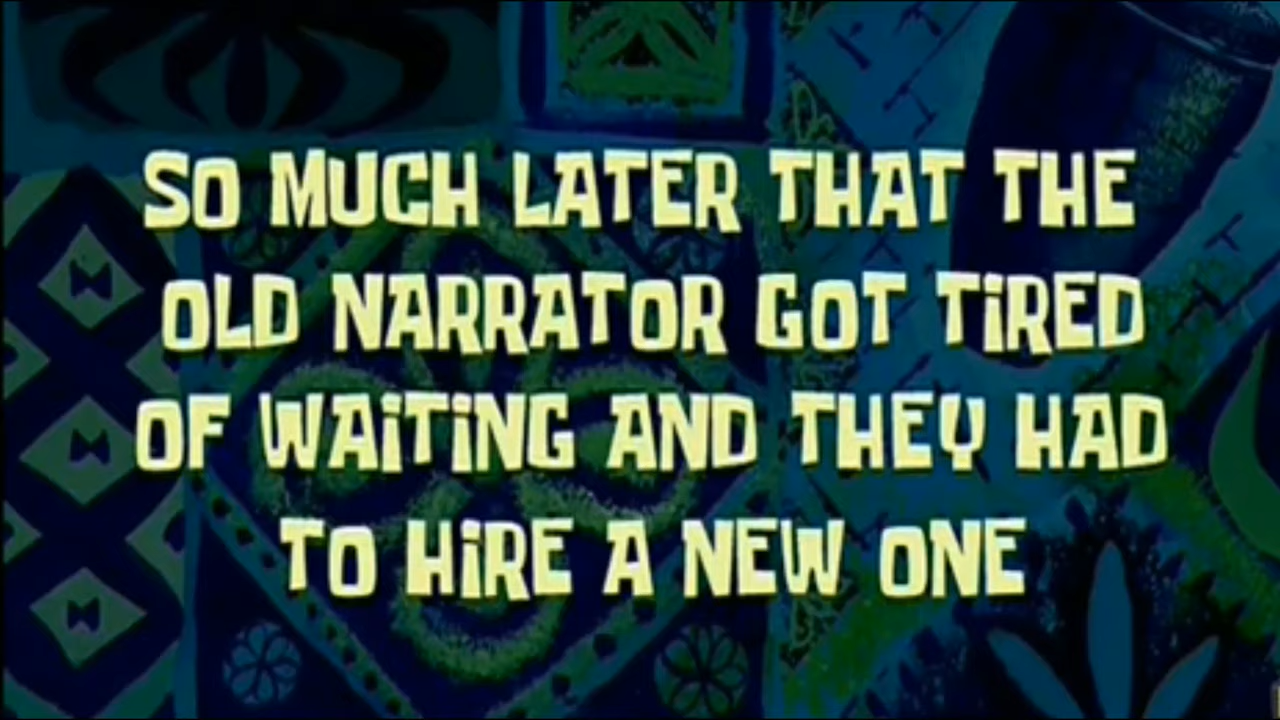 SO MUCH LATER THAT THE
OLD NARRATOR GOT TiRED
OF WAiTiNG AND THEY HAD
TO HiRE A NEW ONE